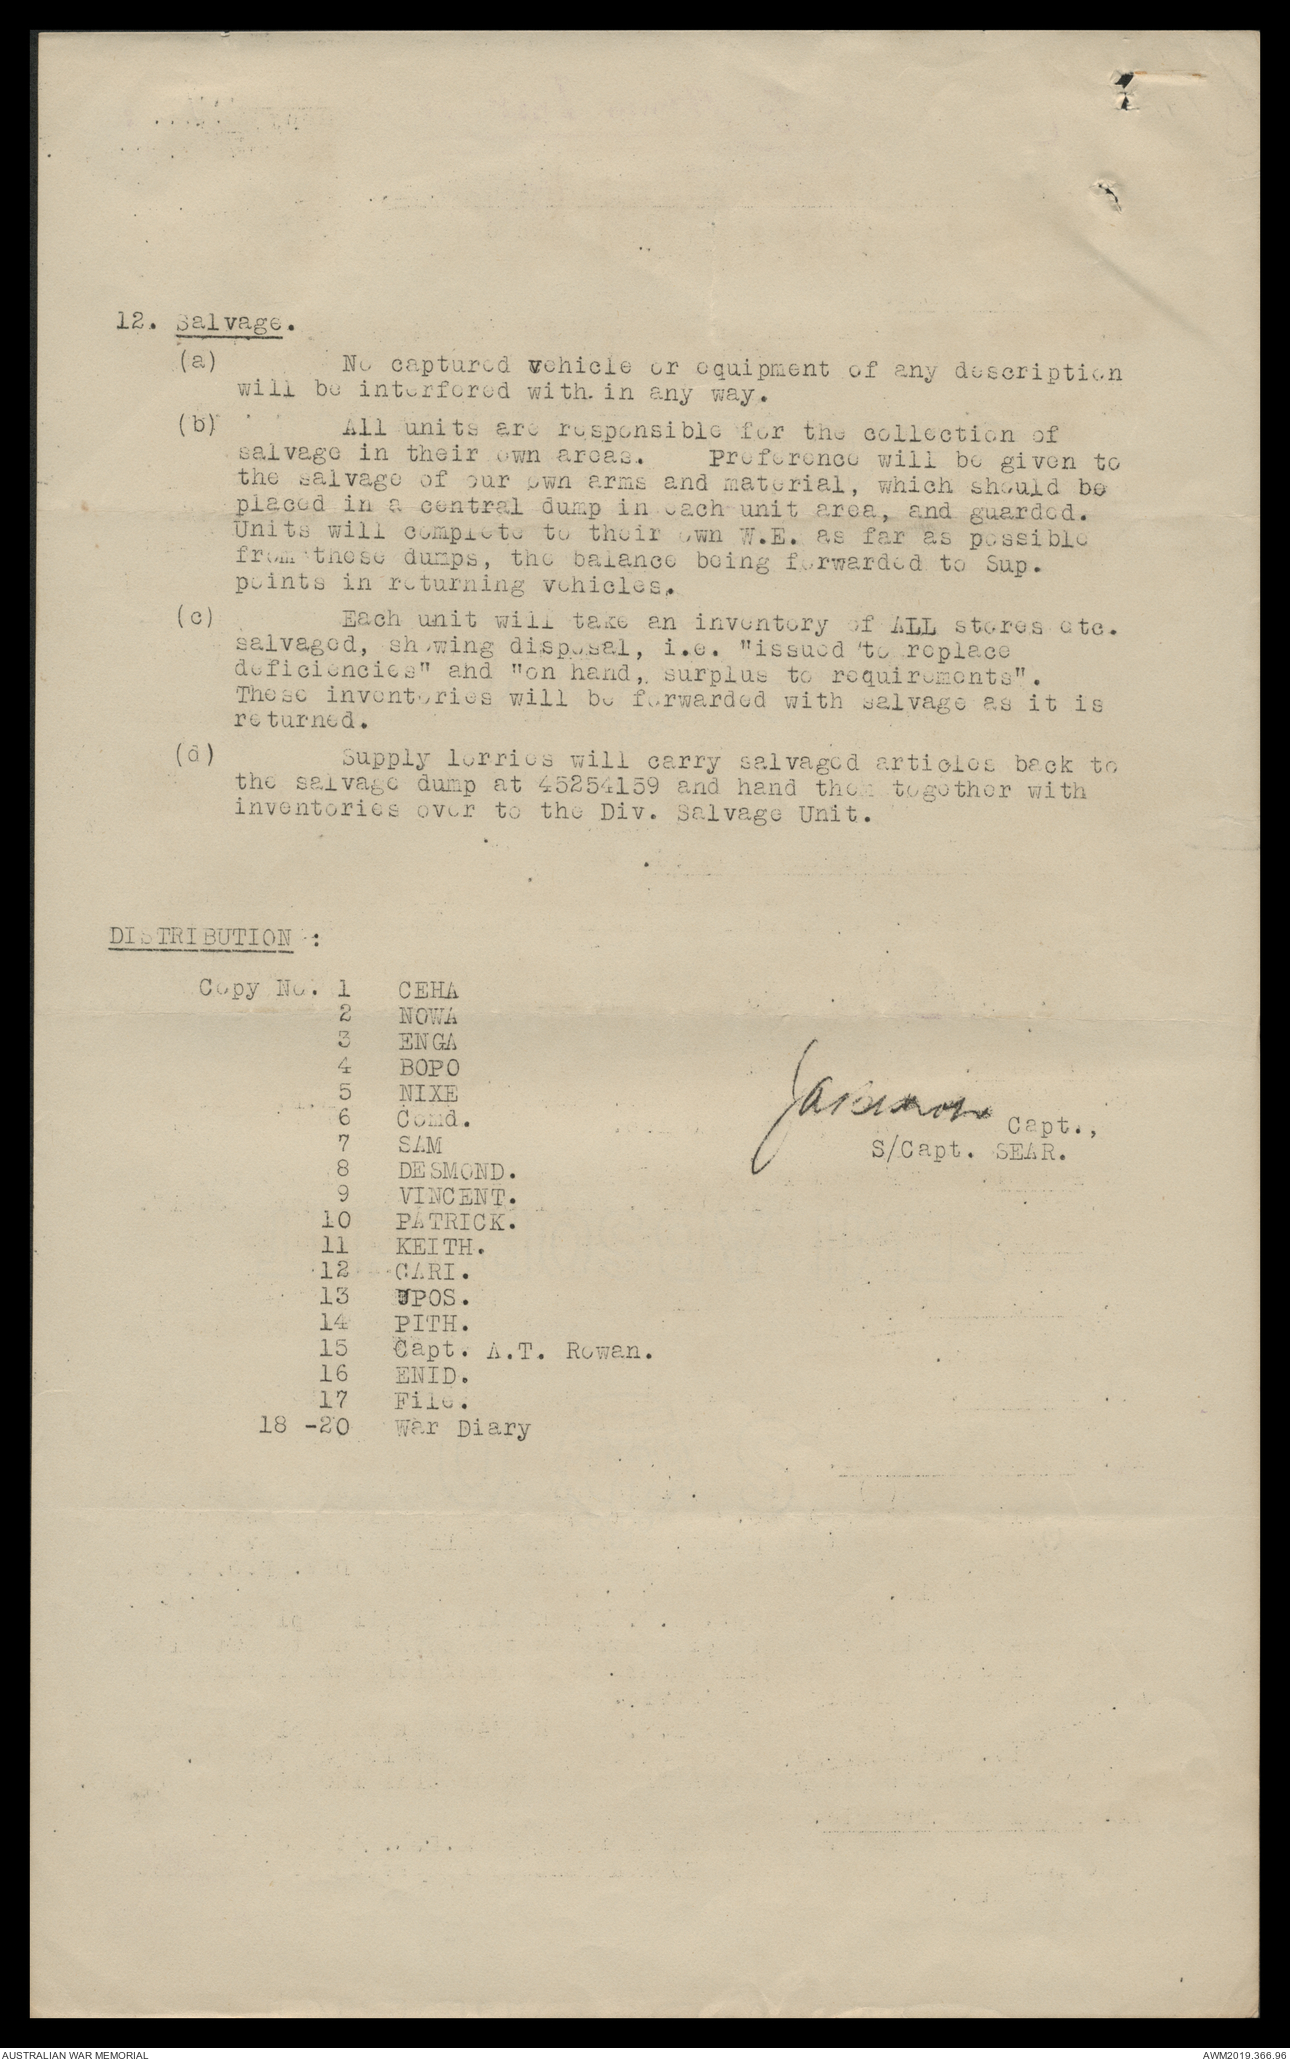 12. Salvage.
(a) No captured vehicle or equipment of any description
will be interfered with in any way.
(b) All units are responsible for the collection of
salvage in their own areas. Preference will be given to
the salvage of our own arms and material, which should be
placed in a central dump in each unit area, and guarded.
Units will complete to their own W.E. as far as possible
from these dumps, the balance being forwarded to Sup.
points in returning vehicles.
(c) Each unit will take an inventory of ALL stores etc.
salvaged, showing disposal, i.e. "issued to replace
deficiencies" and "on hand, surplus to requirements".
These inventories will be forwarded with salvage as it is
returned.
(d) Supply lorries will carry salvaged articles back to
the salvage dump at 45254159 and hand them together with
inventories over to the Div. Salvage Unit.
DISTRIBUTION :
Copy No. 1 CEHA
2 NOWA
3 ENGA
4 BOPO
5 NIXE
6 Comd.
7 SAM
Capt.,
S/Capt. SEAR.
8 DESMOND.
9 VINCENT.
10 PATRICK.
11 KEITH.
12 CARI.
13 UPOS.
14 PITH.
15 Capt. A.T. Rowan.
16 ENID.
17 File.
18 -20 War Diary
AUSTRALIAN WAR MEMORIAL
AWM2019.366.96